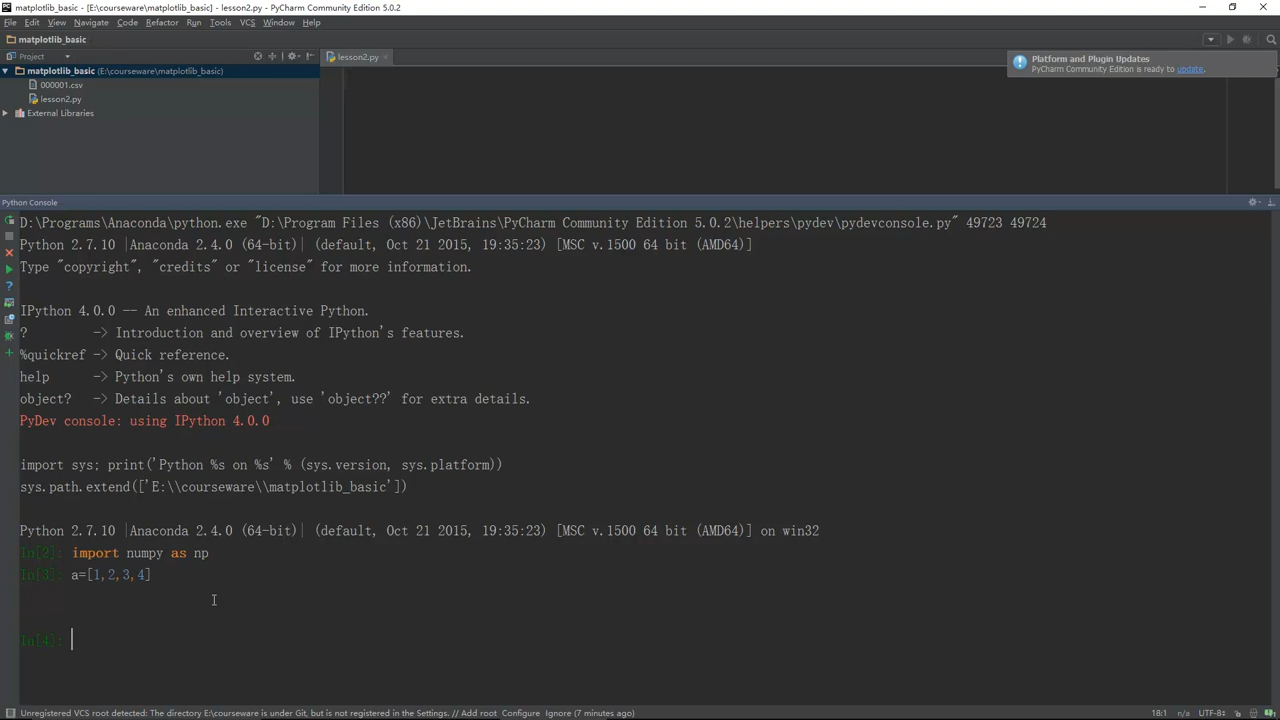 matplotlib_basic - [E:\courseware\matplotlib_basic] - lesson2.py - PyCharm Community Edition 5.0.2
File Edit View Navigate Code Refactor Run Tools VCS Window Help
matplotlib_basic
Project
lesson2.py
matplotlib_basic (E:\courseware\matplotlib_basic)
000001.csv
lesson2.py
External Libraries
Platform and Plugin Updates
PyCharm Community Edition is ready to update.
Python Console
D:\Programs\Anaconda\python.exe "D:\Program Files (x86)\JetBrains\PyCharm Community Edition 5.0.2\helpers\pydev\pydevconsole.py" 49723 49724
Python 2.7.10 |Anaconda 2.4.0 (64-bit)| (default, Oct 21 2015, 19:35:23) [MSC v.1500 64 bit (AMD64)]
Type "copyright", "credits" or "license" for more information.
IPython 4.0.0 -- An enhanced Interactive Python.
? -> Introduction and overview of IPython's features.
%quickref -> Quick reference.
help -> Python's own help system.
object? -> Details about 'object', use 'object??' for extra details.
PyDev console: using IPython 4.0.0
import sys; print('Python %s on %s' % (sys.version, sys.platform))
sys.path.extend(['E:\\courseware\\matplotlib_basic'])
Python 2.7.10 |Anaconda 2.4.0 (64-bit)| (default, Oct 21 2015, 19:35:23) [MSC v.1500 64 bit (AMD64)] on win32
In[2]: import numpy as np
In[3]: a=[1,2,3,4]
In[4]:
Unregistered VCS root detected: The directory E:\courseware is under Git, but is not registered in the Settings. // Add root Configure Ignore (7 minutes ago)
18:1 n/a UTF-8